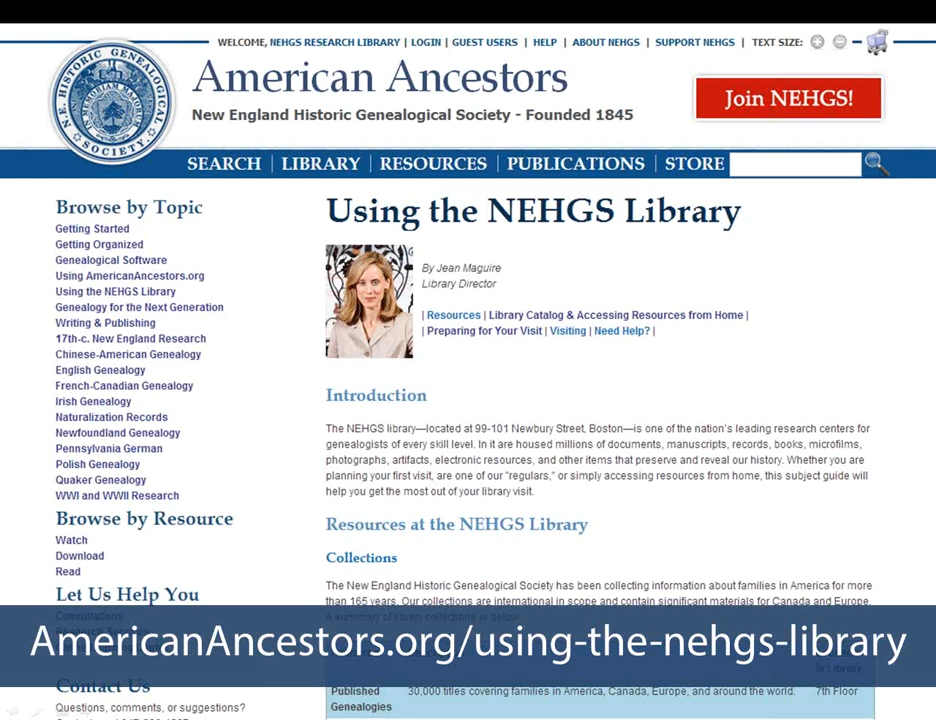 WELCOME, NEHGS RESEARCH LIBRARY | LOGIN | GUEST USERS | HELP | ABOUT NEHGS | SUPPORT NEHGS | TEXT SIZE:
N.E. HISTORIC GENEALOGICAL SOCIETY.
American Ancestors
New England Historic Genealogical Society - Founded 1845
Join NEHGS!
SEARCH | LIBRARY | RESOURCES | PUBLICATIONS | STORE
Browse by Topic
Getting Started
Getting Organized
Genealogical Software
Using AmericanAncestors.org
Using the NEHGS Library
Genealogy for the Next Generation
Writing & Publishing
17th-c. New England Research
Chinese-American Genealogy
English Genealogy
French-Canadian Genealogy
Irish Genealogy
Naturalization Records
Newfoundland Genealogy
Pennsylvania German
Polish Genealogy
Quaker Genealogy
WWI and WWII Research
Browse by Resource
Watch
Download
Read
Let Us Help You
Consultations
Contact Us
Questions, comments, or suggestions?
Using the NEHGS Library
By Jean Maguire
Library Director
| Resources | Library Catalog & Accessing Resources from Home |
| Preparing for Your Visit | Visiting | Need Help? |
Introduction
The NEHGS library—located at 99-101 Newbury Street, Boston—is one of the nation's leading research centers for
genealogists of every skill level. In it are housed millions of documents, manuscripts, records, books, microfilms,
photographs, artifacts, electronic resources, and other items that preserve and reveal our history. Whether you are
planning your first visit, are one of our "regulars," or simply accessing resources from home, this subject guide will
help you get the most out of your library visit.
Resources at the NEHGS Library
Collections
The New England Historic Genealogical Society has been collecting information about families in America for more
than 165 years. Our collections are international in scope and contain significant materials for Canada and Europe.
A summary of library collections is below.
in Library
Published Genealogies
30,000 titles covering families in America, Canada, Europe, and around the world.
7th Floor
AmericanAncestors.org/using-the-nehgs-library